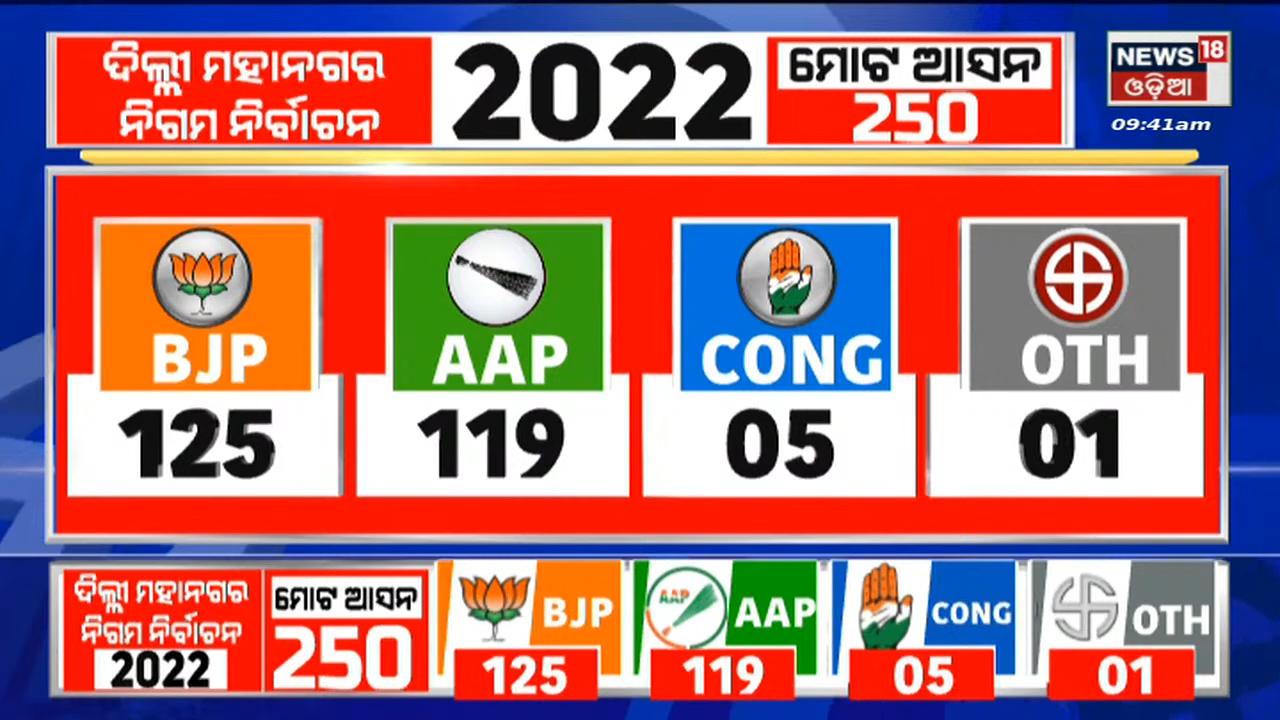 ଦିଲ୍ଲୀ ମହାନଗର
ନିଗମ ନିର୍ବାଚନ
2022
ମୋଟ ଆସନ
250
NEWS 18
ଓଡ଼ିଆ
09:41am
BJP
AAP
CONG
OTH
125
119
05
01
ଦିଲ୍ଲୀ ମହାନଗର
ନିଗମ ନିର୍ବାଚନ
2022
ମୋଟ ଆସନ
250
BJP
AAP
AAP
CONG
OTH
125
119
05
01